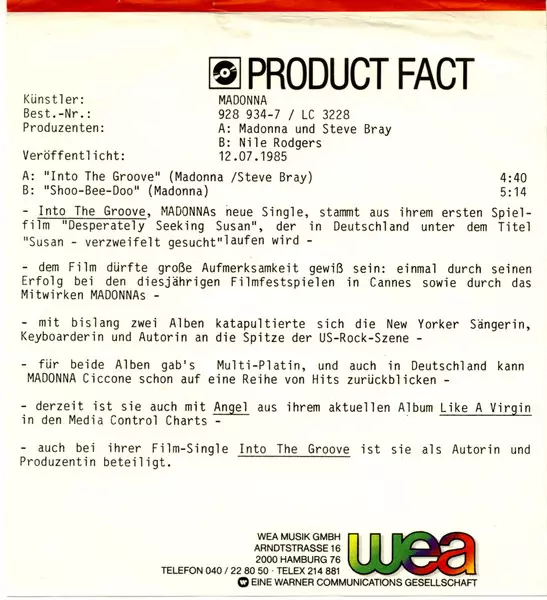 PRODUCT FACT
Künstler: MADONNA
Best.-Nr.: 928 934-7 / LC 3228
Produzenten: A: Madonna und Steve Bray
B: Nile Rodgers
Veröffentlicht: 12.07.1985
A: "Into The Groove" (Madonna /Steve Bray) 4:40
B: "Shoo-Bee-Doo" (Madonna) 5:14
- Into The Groove, MADONNAs neue Single, stammt aus ihrem ersten Spiel-
film "Desperately Seeking Susan", der in Deutschland unter dem Titel
"Susan - verzweifelt gesucht" laufen wird -
- dem Film dürfte große Aufmerksamkeit gewiß sein: einmal durch seinen
Erfolg bei den diesjährigen Filmfestspielen in Cannes sowie durch das
Mitwirken MADONNAs -
- mit bislang zwei Alben katapultierte sich die New Yorker Sängerin,
Keyboarderin und Autorin an die Spitze der US-Rock-Szene -
- für beide Alben gab's Multi-Platin, und auch in Deutschland kann
MADONNA Ciccone schon auf eine Reihe von Hits zurückblicken -
- derzeit ist sie auch mit Angel aus ihrem aktuellen Album Like A Virgin
in den Media Control Charts -
- auch bei ihrer Film-Single Into The Groove ist sie als Autorin und
Produzentin beteiligt.
WEA MUSIK GMBH
ARNDTSTRASSE 16
2000 HAMBURG 76
TELEFON 040 / 22 80 50 · TELEX 214 881
EINE WARNER COMMUNICATIONS GESELLSCHAFT
wea